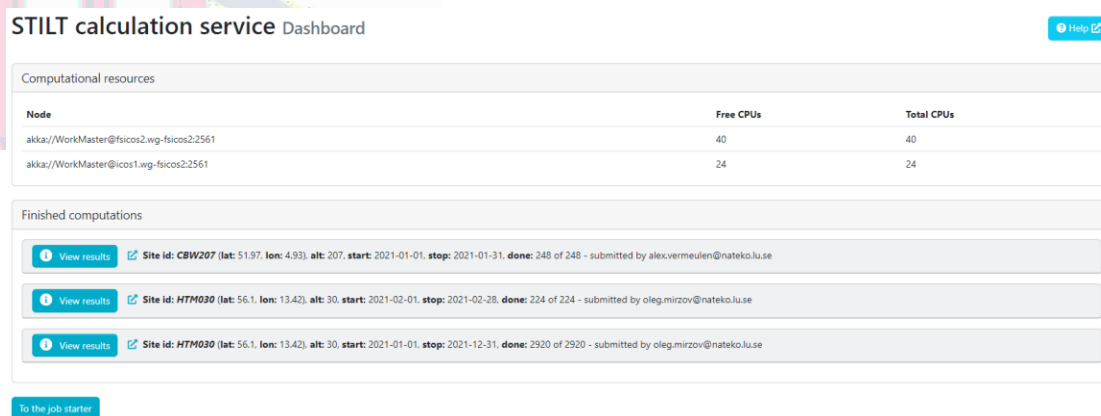 STILT calculation service Dashboard
Help
Computational resources
Node Free CPUs Total CPUs
akka://WorkMaster@fsicos2.wg-fsicos2:2561 40 40
akka://WorkMaster@icos1.wg-fsicos2:2561 24 24
Finished computations
View results Site id: CBW207 (lat: 51.97, lon: 4.93), alt: 207, start: 2021-01-01, stop: 2021-01-31, done: 248 of 248 - submitted by alex.vermeulen@nateko.lu.se
View results Site id: HTM030 (lat: 56.1, lon: 13.42), alt: 30, start: 2021-02-01, stop: 2021-02-28, done: 224 of 224 - submitted by oleg.mirzov@nateko.lu.se
View results Site id: HTM030 (lat: 56.1, lon: 13.42), alt: 30, start: 2021-01-01, stop: 2021-12-31, done: 2920 of 2920 - submitted by oleg.mirzov@nateko.lu.se
To the job starter